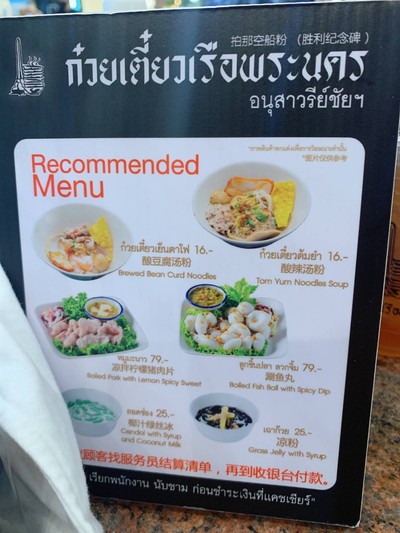 拍那空船粉 （胜利纪念碑）
ก๋วยเตี๋ยวเรือพระนคร
อนุสาวรีย์ชัยฯ
*图片仅供参考
Recommended
Menu
ก๋วยเตี๋ยวเย็นตาโฟ 16.-
酿豆腐汤粉
Brewed Bean Curd Noodles
ก๋วยเตี๋ยวต้มยำ 16.-
酸辣汤粉
Tom Yum Noodles Soup
หมูมะนาว 79.-
凉拌柠檬猪肉片
Boiled Pork with Lemon Spicy Sweet
ลูกชิ้นปลา ลวกจิ้ม 79.-
涮鱼丸
Boiled Fish Ball with Spicy Dip
ลอดช่อง 25.-
椰汁绿丝冰
Cendol with Syrup
and Coconut Milk
เฉาก๊วย 25.-
凉粉
Grass Jelly with Syrup
顾客找服务员结算清单，再到收银台付款。
เรียกพนักงาน นับชาม ก่อนชำระเงินที่แคชเชียร์"